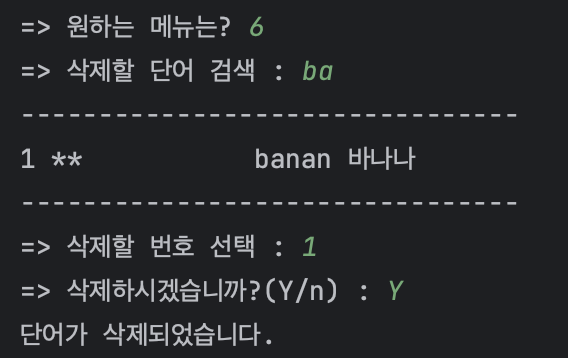 => 원하는 메뉴는? 6
=> 삭제할 단어 검색 : ba
--------------------------------
1 **           banan 바나나
--------------------------------
=> 삭제할 번호 선택 : 1
=> 삭제하시겠습니까?(Y/n) : Y
단어가 삭제되었습니다.